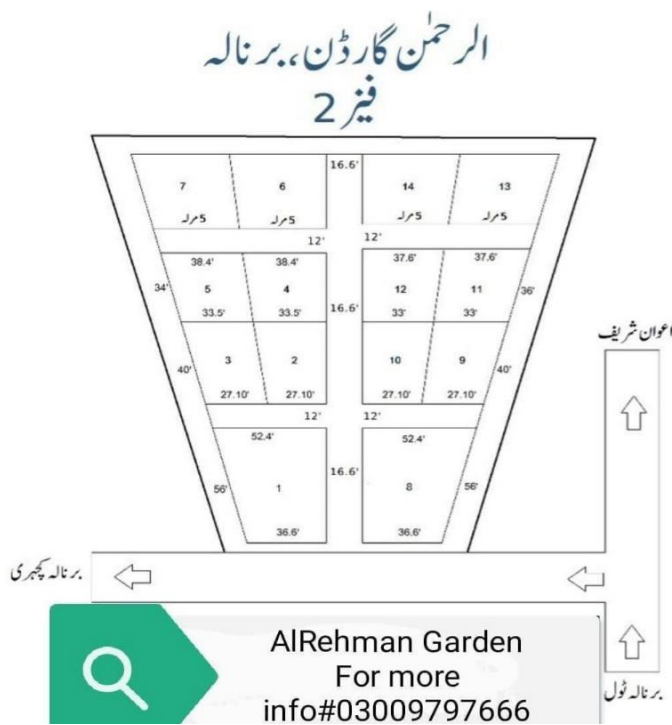 الرحمٰن گارڈن، برنالہ
فیز 2
16.6'
7 6 14 13
5 مرلہ 5 مرلہ 5 مرلہ 5 مرلہ
12' 12'
38.4' 38.4' 37.6' 37.6'
34' 5 4 12 11 36'
33.5' 33.5' 16.6' 33' 33'
اعوان شریف
3 2 10 9
40' 40'
27.10' 27.10' 27.10' 27.10'
12' 12'
52.4' 52.4'
16.6'
56' 1 8 56'
36.6' 36.6'
برنالہ کچہری
AlRehman Garden
For more
info#03009797666
برنالہ ٹول